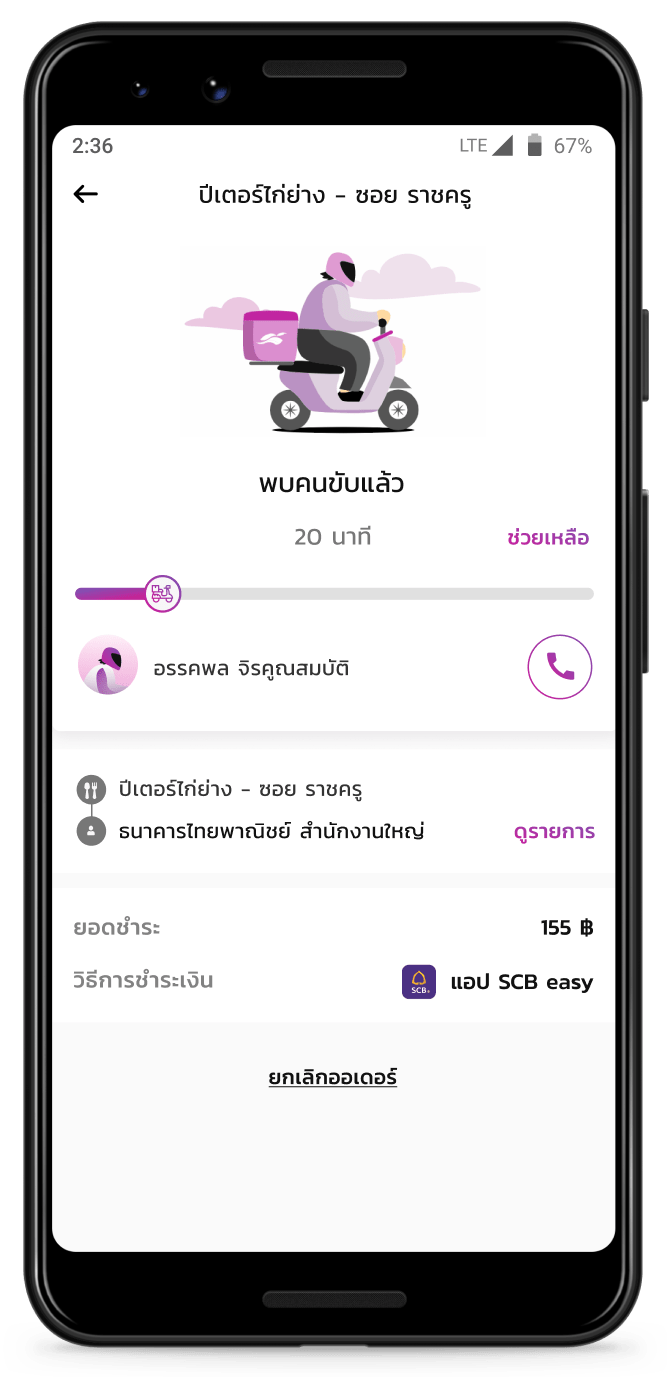 2:36
LTE 67%
ปีเตอร์ไก่ย่าง - ซอย ราชครู
พบคนขับแล้ว
20 นาที
ช่วยเหลือ
อรรคพล จิรคูณสมบัติ
ปีเตอร์ไก่ย่าง - ซอย ราชครู
ธนาคารไทยพาณิชย์ สำนักงานใหญ่
ดูรายการ
ยอดชำระ 155 ฿
วิธีการชำระเงิน SCB แอป SCB easy
ยกเลิกออเดอร์